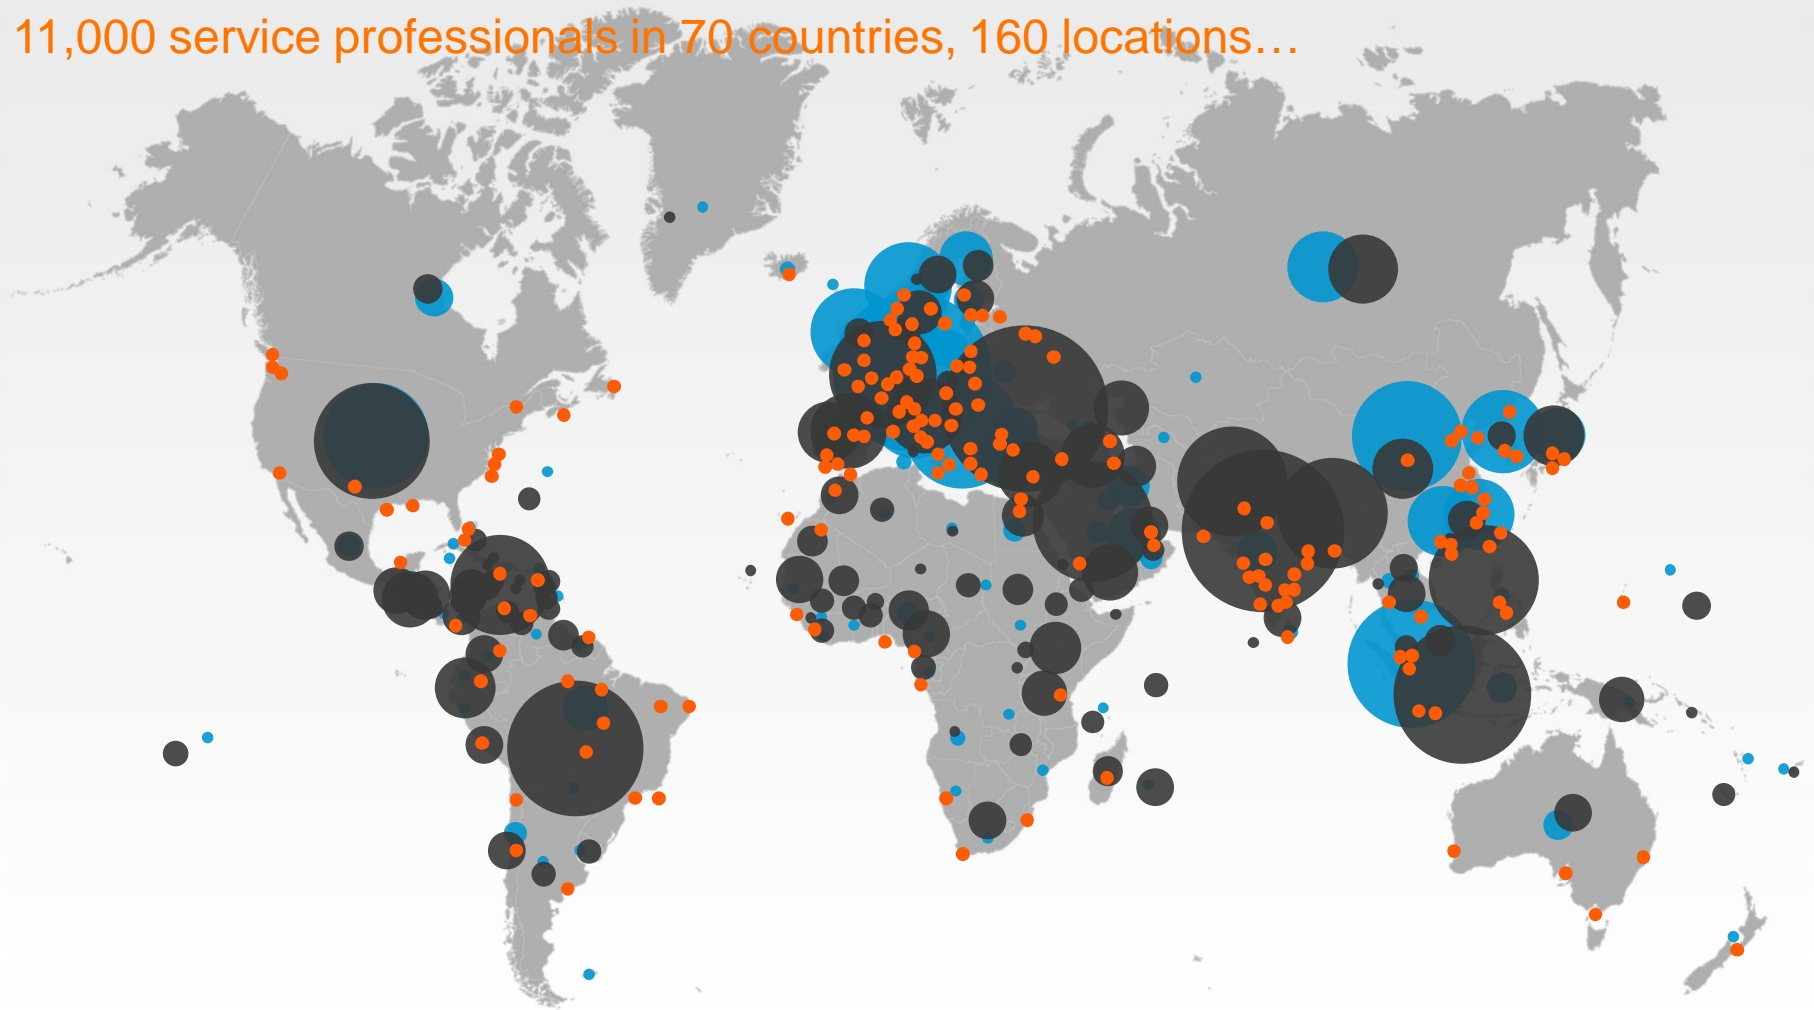 11,000 service professionals in 70 countries, 160 locations…